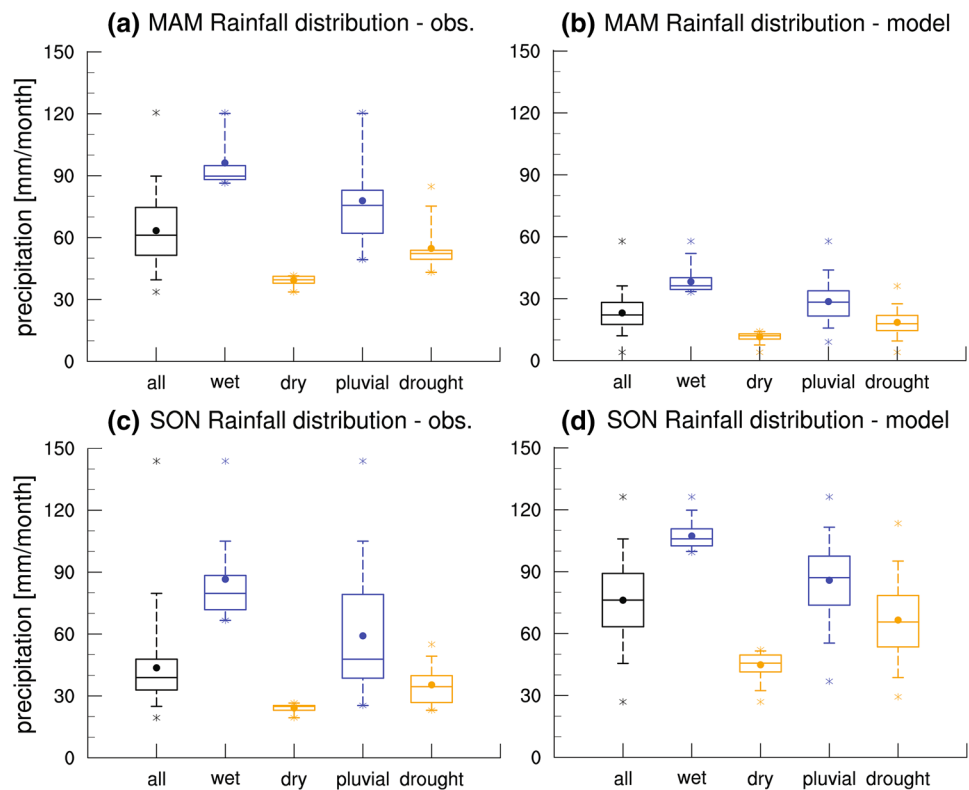 (a) MAM Rainfall distribution - obs.
precipitation [mm/month]
150
120
90
60
30
0
all wet dry pluvial drought
(b) MAM Rainfall distribution - model
150
120
90
60
30
0
all wet dry pluvial drought
(c) SON Rainfall distribution - obs.
precipitation [mm/month]
150
120
90
60
30
0
all wet dry pluvial drought
(d) SON Rainfall distribution - model
150
120
90
60
30
0
all wet dry pluvial drought